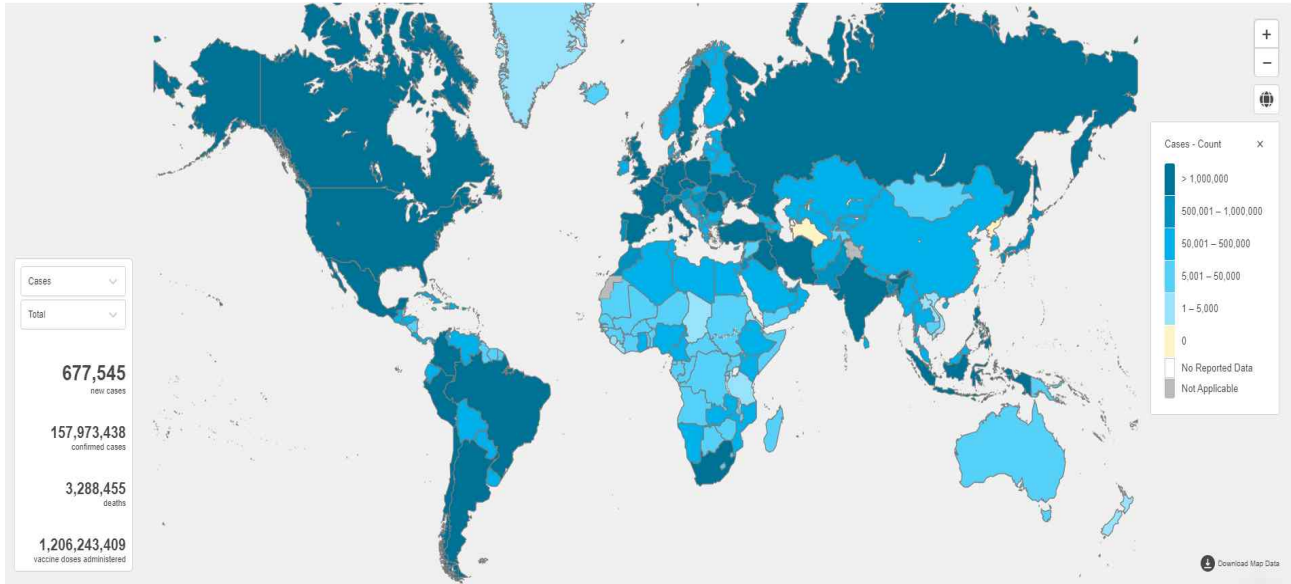 +
−
Cases - Count ×
> 1,000,000
500,001 – 1,000,000
50,001 – 500,000
5,001 – 50,000
1 – 5,000
0
No Reported Data
Not Applicable
Cases
Total
677,545
new cases
157,973,438
confirmed cases
3,288,455
deaths
1,206,243,409
vaccine doses administered
Download Map Data